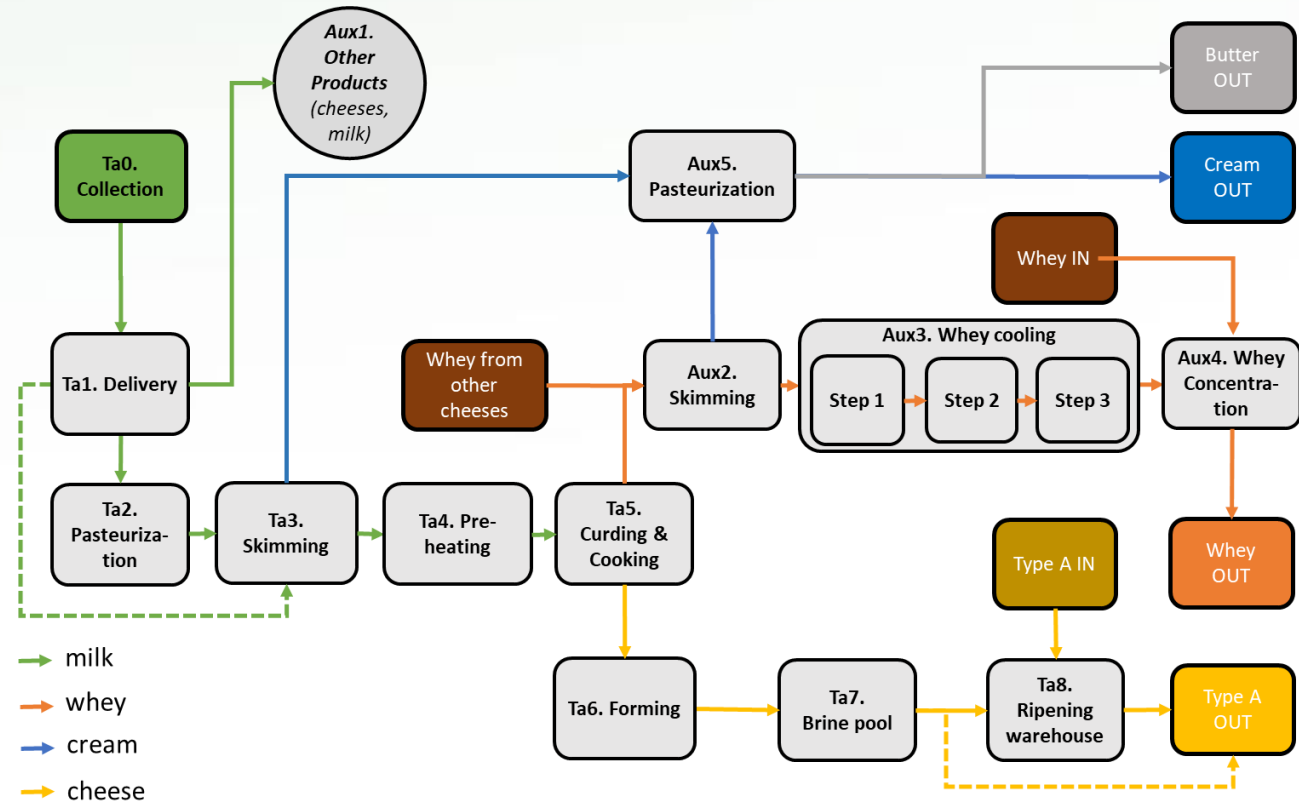 Aux1.
Other
Products
(cheeses,
milk)
Butter
OUT
Ta0.
Collection
Aux5.
Pasteurization
Cream
OUT
Whey IN
Ta1. Delivery
Whey from
other
cheeses
Aux2.
Skimming
Aux3. Whey cooling
Step 1
Step 2
Step 3
Aux4. Whey
Concentra-
tion
Ta2.
Pasteuriza-
tion
Ta3.
Skimming
Ta4. Pre-
heating
Ta5.
Curding &
Cooking
Type A IN
Whey
OUT
milk
whey
cream
cheese
Ta6. Forming
Ta7.
Brine pool
Ta8.
Ripening
warehouse
Type A
OUT